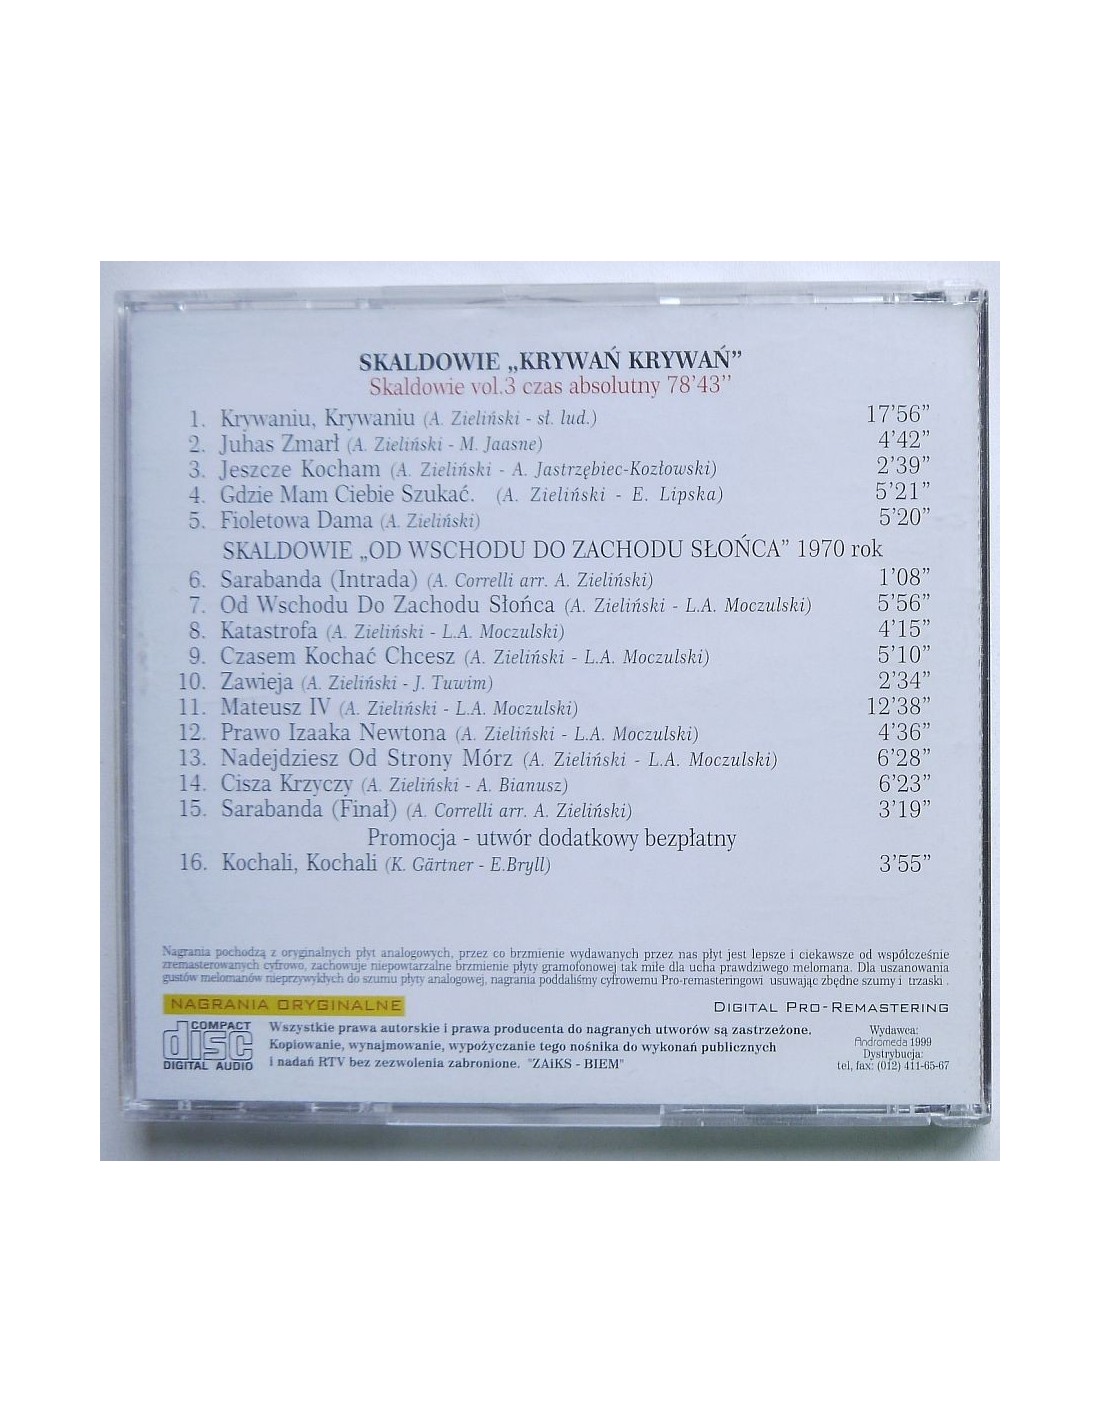 SKALDOWIE „KRYWAŃ KRYWAŃ”
Skaldowie vol.3 czas absolutny 78’43”
1. Krywaniu, Krywaniu (A. Zieliński - sł. lud.) 17’56”
2. Juhas Zmarł (A. Zieliński - M. Jaasne) 4’42”
3. Jeszcze Kocham (A. Zieliński - A. Jastrzębiec-Kozłowski) 2’39”
4. Gdzie Mam Ciebie Szukać. (A. Zieliński - E. Lipska) 5’21”
5. Fioletowa Dama (A. Zieliński) 5’20”
SKALDOWIE „OD WSCHODU DO ZACHODU SŁOŃCA” 1970 rok
6. Sarabanda (Intrada) (A. Correlli arr. A. Zieliński) 1’08”
7. Od Wschodu Do Zachodu Słońca (A. Zieliński - L.A. Moczulski) 5’56”
8. Katastrofa (A. Zieliński - L.A. Moczulski) 4’15”
9. Czasem Kochać Chcesz (A. Zieliński - L.A. Moczulski) 5’10”
10. Zawieja (A. Zieliński - J. Tuwim) 2’34”
11. Mateusz IV (A. Zieliński - L.A. Moczulski) 12’38”
12. Prawo Izaaka Newtona (A. Zieliński - L.A. Moczulski) 4’36”
13. Nadejdziesz Od Strony Mórz (A. Zieliński - L.A. Moczulski) 6’28”
14. Cisza Krzyczy (A. Zieliński - A. Bianusz) 6’23”
15. Sarabanda (Finał) (A. Correlli arr. A. Zieliński) 3’19”
Promocja - utwór dodatkowy bezpłatny
16. Kochali, Kochali (K. Gärtner - E.Bryll) 3’55”
Nagrania pochodzą z oryginalnych płyt analogowych, przez co brzmienie wydawanych przez nas płyt jest lepsze i ciekawsze od współcześnie
zremasterowanych cyfrowo, zachowuje niepowtarzalne brzmienie płyty gramofonowej tak miłe dla ucha prawdziwego melomana. Dla uszanowania
gustów melomanów nieprzywykłych do szumu płyty analogowej, nagrania poddaliśmy cyfrowemu Pro-remasteringowi usuwając zbędne szumy i trzaski .
NAGRANIA ORYGINALNE
DIGITAL PRO-REMASTERING
COMPACT
disc
DIGITAL AUDIO
Wszystkie prawa autorskie i prawa producenta do nagranych utworów są zastrzeżone.
Kopiowanie, wynajmowanie, wypożyczanie tego nośnika do wykonań publicznych
i nadań RTV bez zezwolenia zabronione. "ZAiKS - BIEM"
Wydawca:
Andromeda 1999
Dystrybucja:
tel, fax: (012) 411-65-67